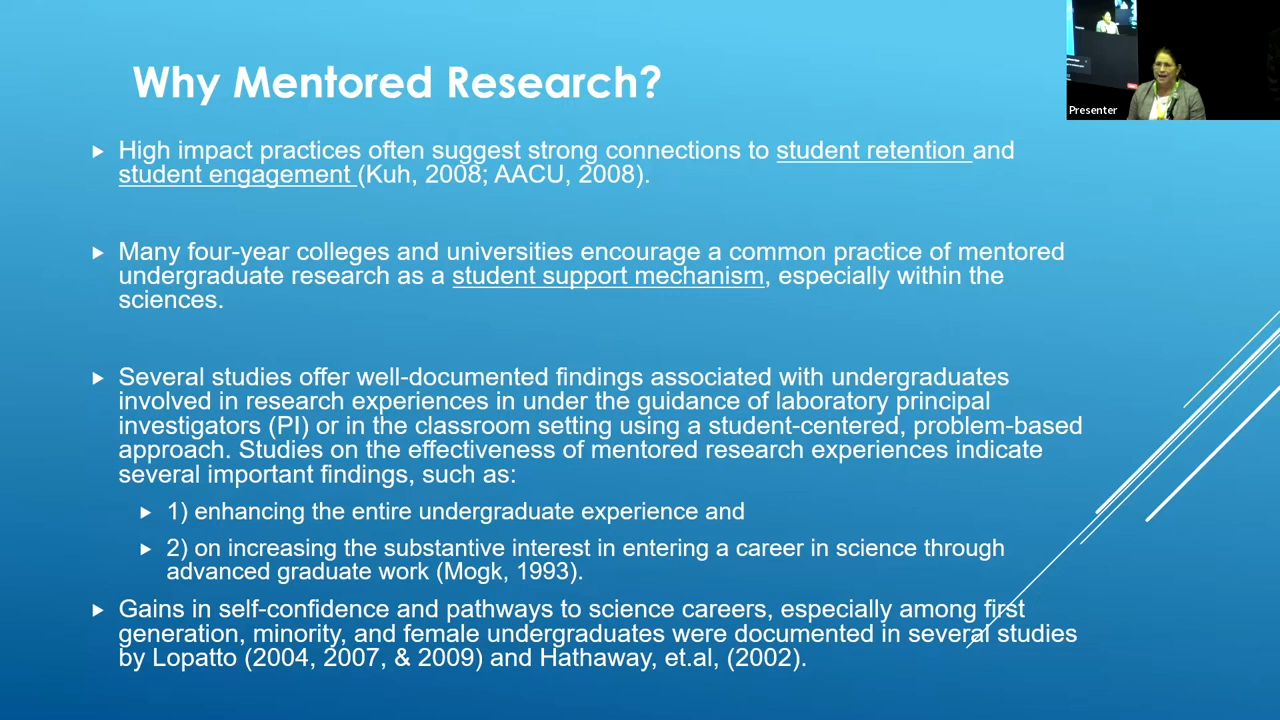 Why Mentored Research?
Presenter
High impact practices often suggest strong connections to student retention and
student engagement (Kuh, 2008; AACU, 2008).
Many four-year colleges and universities encourage a common practice of mentored
undergraduate research as a student support mechanism, especially within the
sciences.
Several studies offer well-documented findings associated with undergraduates
involved in research experiences in under the guidance of laboratory principal
investigators (PI) or in the classroom setting using a student-centered, problem-based
approach. Studies on the effectiveness of mentored research experiences indicate
several important findings, such as:
1) enhancing the entire undergraduate experience and
2) on increasing the substantive interest in entering a career in science through
advanced graduate work (Mogk, 1993).
Gains in self-confidence and pathways to science careers, especially among first
generation, minority, and female undergraduates were documented in several studies
by Lopatto (2004, 2007, & 2009) and Hathaway, et.al, (2002).